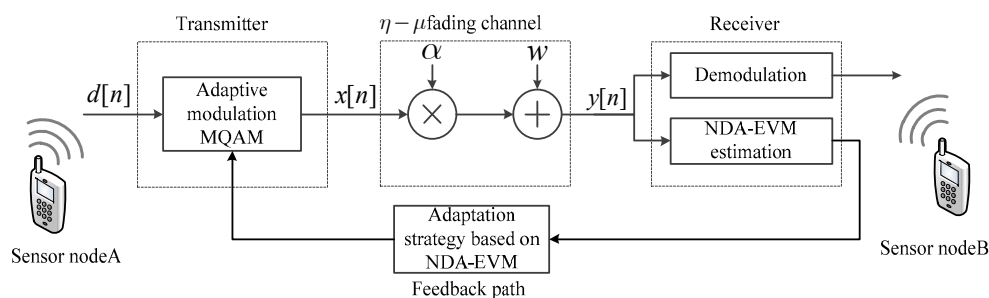 Transmitter
η − μ fading channel
Receiver
α
w
d[n]
Adaptive
modulation
MQAM
x[n]
×
+
y[n]
Demodulation
NDA-EVM
estimation
Sensor nodeA
Adaptation
strategy based on
NDA-EVM
Sensor nodeB
Feedback path